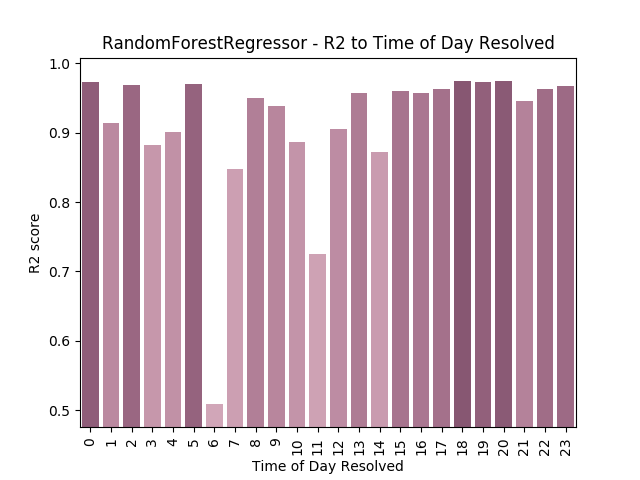 RandomForestRegressor - R2 to Time of Day Resolved
1.0
0.9
0.8
0.7
0.6
0.5
R2 score
0 1 2 3 4 5 6 7 8 9 10 11 12 13 14 15 16 17 18 19 20 21 22 23
Time of Day Resolved